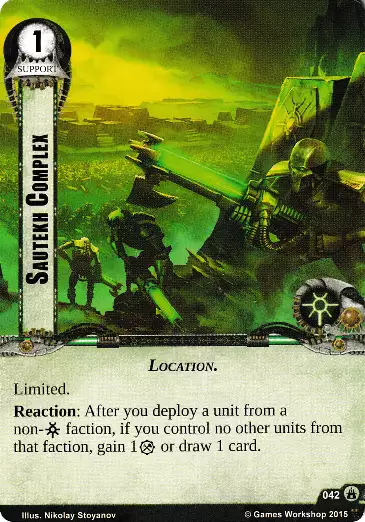 1
SUPPORT
SAUTEKH COMPLEX
LOCATION.
Limited.
Reaction: After you deploy a unit from a
non- faction, if you control no other units from
that faction, gain 1 or draw 1 card.
042
Illus. Nikolay Stoyanov
© Games Workshop 2015